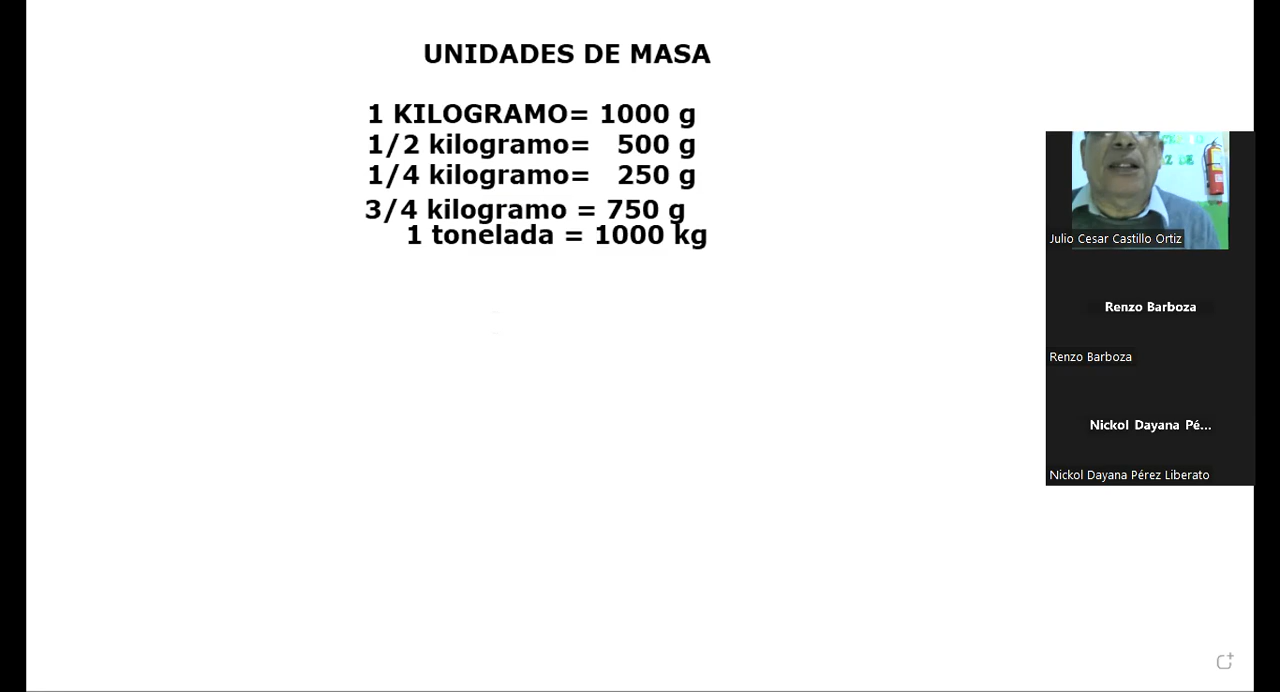 UNIDADES DE MASA
1 KILOGRAMO= 1000 g
1/2 kilogramo= 500 g
1/4 kilogramo= 250 g
3/4 kilogramo = 750 g
1 tonelada = 1000 kg
Z DE
Julio Cesar Castillo Ortiz
Renzo Barboza
Renzo Barboza
Nickol Dayana Pé...
Nickol Dayana Pérez Liberato